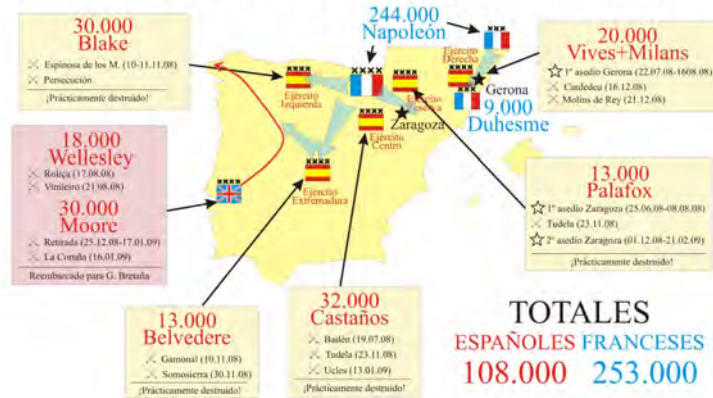 30.000
Blake
Espinosa de los M. (10-11.11.08)
Persecución
¡Prácticamente destruido!
244.000
Napoleón
20.000
Vives+Milans
1º asedio Gerona (22.07.08-1608.08)
Cardedeu (16.12.08)
Molins de Rey (21.12.08)
Ejército
Derecha
Gerona
9.000
Duhesme
Ejército
Izquierda
Ejército
Zaragoza
Ejército
Centro
Ejército
Extremadura
18.000
Wellesley
Roliça (17.08.08)
Vimieiro (21.08.08)
30.000
Moore
Retirada (25.12.08-17.01.09)
La Coruña (16.01.09)
Reembarcado para G. Bretaña
13.000
Palafox
1º asedio Zaragoza (25.06.08-08.08.08)
Tudela (23.11.08)
2º asedio Zaragoza (01.12.08-21.02.09)
¡Prácticamente destruido!
13.000
Belvedere
Gamonal (10.11.08)
Somosierra (30.11.08)
¡Prácticamente destruido!
32.000
Castaños
Bailén (19.07.08)
Tudela (23.11.08)
Ucles (13.01.09)
¡Prácticamente destruido!
TOTALES
ESPAÑOLES FRANCESES
108.000 253.000